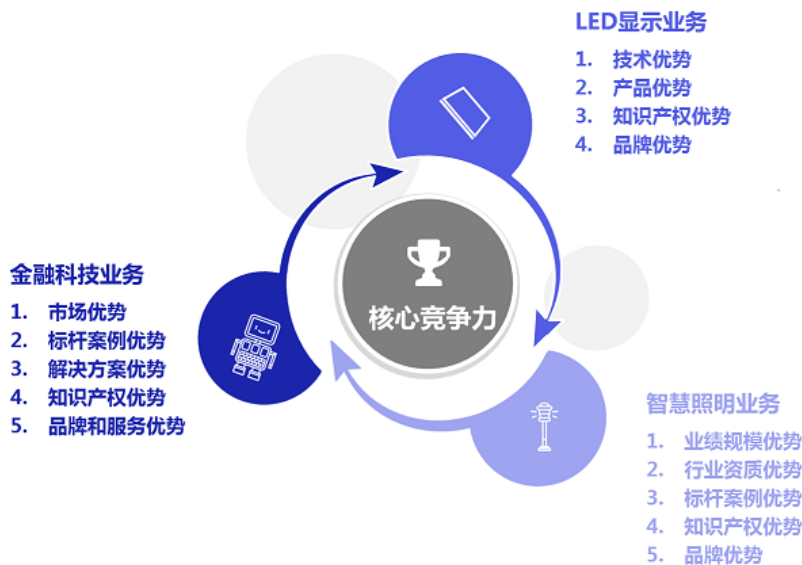 LED显示业务
1. 技术优势
2. 产品优势
3. 知识产权优势
4. 品牌优势
核心竞争力
金融科技业务
1. 市场优势
2. 标杆案例优势
3. 解决方案优势
4. 知识产权优势
5. 品牌和服务优势
智慧照明业务
1. 业绩规模优势
2. 行业资质优势
3. 标杆案例优势
4. 知识产权优势
5. 品牌优势